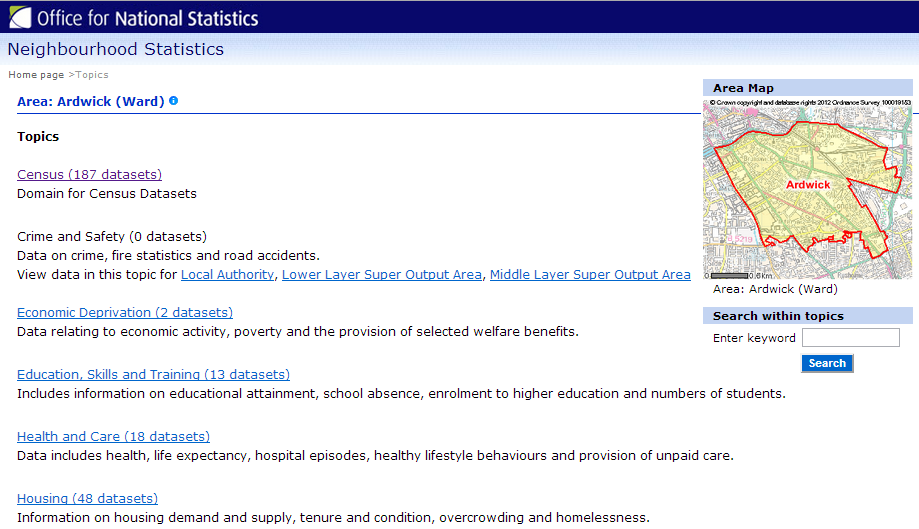 Office for National Statistics
Neighbourhood Statistics
Home page >Topics
Area: Ardwick (Ward)
Topics
Census (187 datasets)
Domain for Census Datasets
Crime and Safety (0 datasets)
Data on crime, fire statistics and road accidents.
View data in this topic for Local Authority, Lower Layer Super Output Area, Middle Layer Super Output Area
Economic Deprivation (2 datasets)
Data relating to economic activity, poverty and the provision of selected welfare benefits.
Education, Skills and Training (13 datasets)
Includes information on educational attainment, school absence, enrolment to higher education and numbers of students.
Health and Care (18 datasets)
Data includes health, life expectancy, hospital episodes, healthy lifestyle behaviours and provision of unpaid care.
Housing (48 datasets)
Information on housing demand and supply, tenure and condition, overcrowding and homelessness.
Area Map
© Crown copyright and database rights 2012 Ordnance Survey 100019153
Ardwick
0.6km
Area: Ardwick (Ward)
Search within topics
Enter keyword
Search